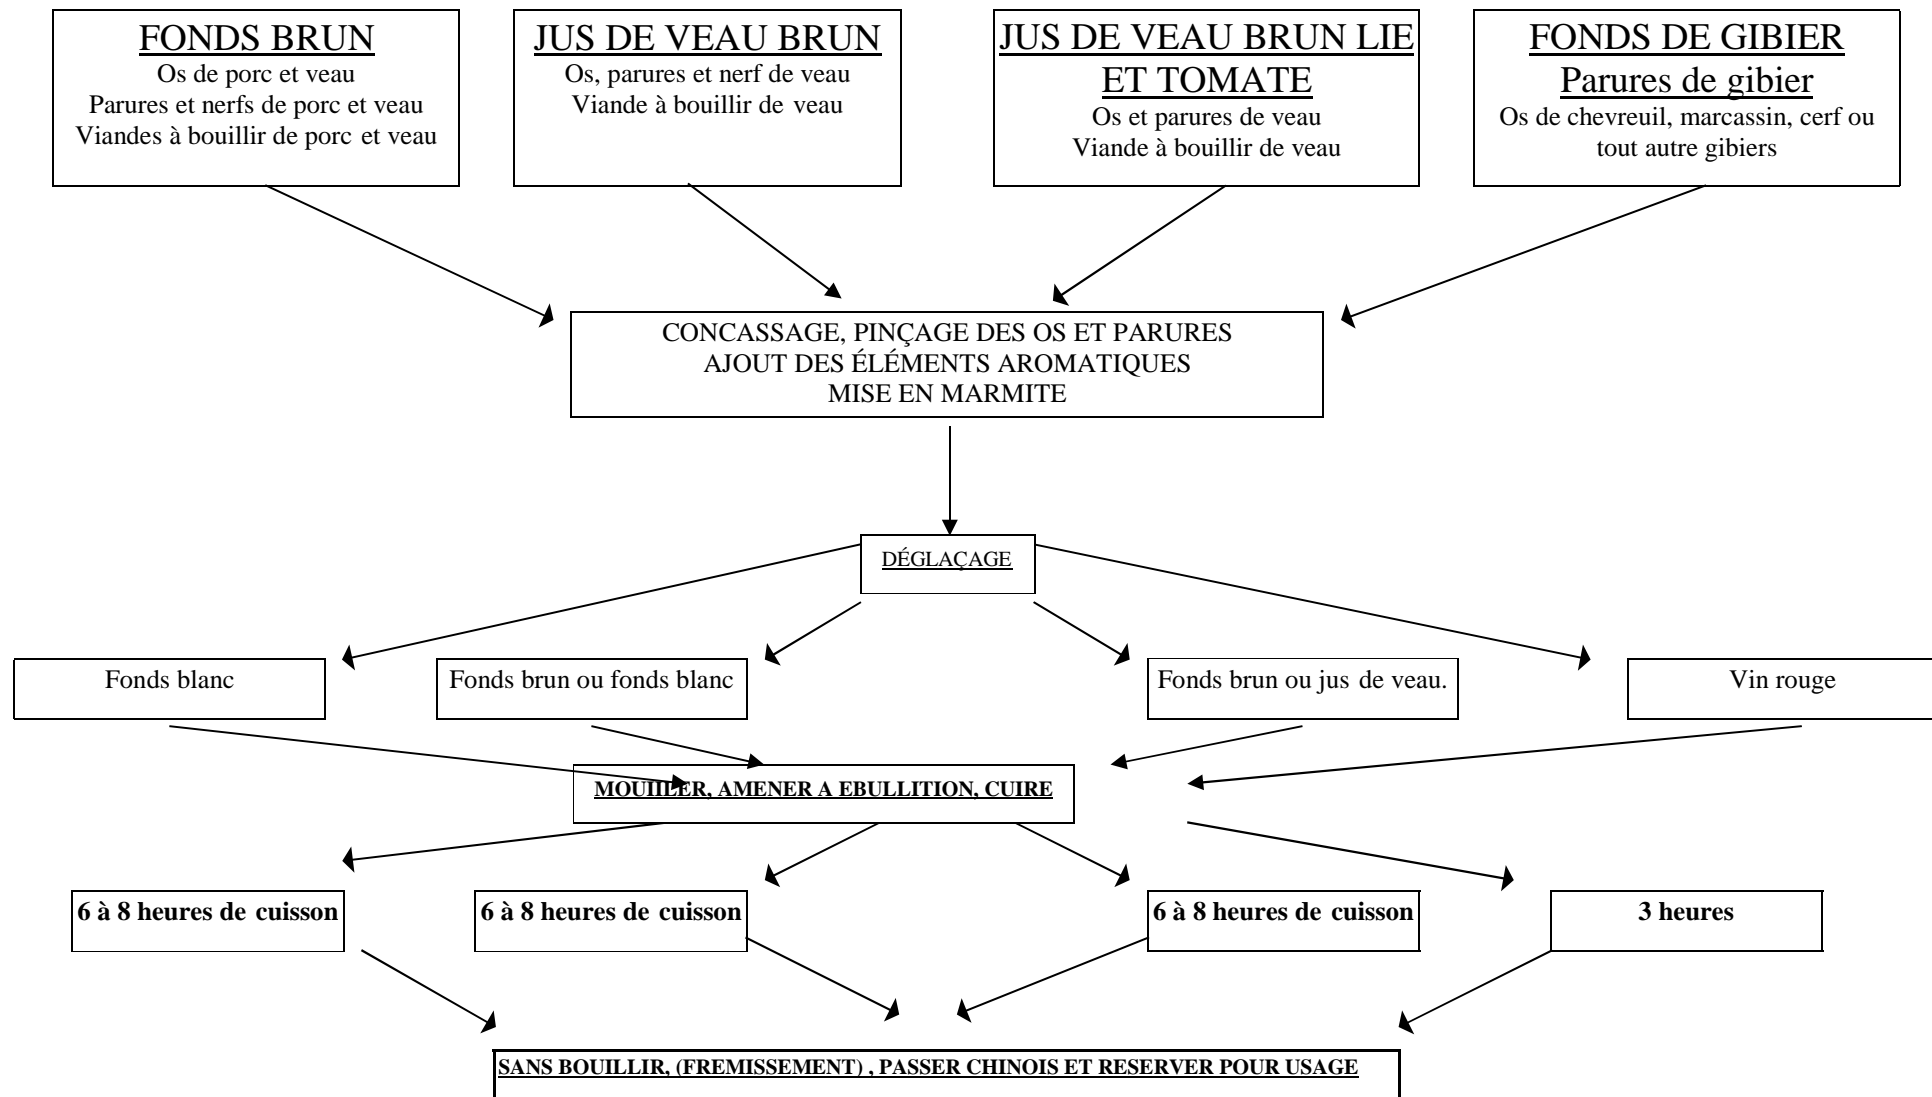 FONDS BRUN
Os de porc et veau
Parures et nerfs de porc et veau
Viandes à bouillir de porc et veau
JUS DE VEAU BRUN
Os, parures et nerf de veau
Viande à bouillir de veau
JUS DE VEAU BRUN LIE
ET TOMATE
Os et parures de veau
Viande à bouillir de veau
FONDS DE GIBIER
Parures de gibier
Os de chevreuil, marcassin, cerf ou
tout autre gibiers
CONCASSAGE, PINÇAGE DES OS ET PARURES
AJOUT DES ÉLÉMENTS AROMATIQUES
MISE EN MARMITE
DÉGLAÇAGE
Fonds blanc
Fonds brun ou fonds blanc
Fonds brun ou jus de veau.
Vin rouge
MOUIILER, AMENER A EBULLITION, CUIRE
6 à 8 heures de cuisson
6 à 8 heures de cuisson
6 à 8 heures de cuisson
3 heures
SANS BOUILLIR, (FREMISSEMENT) , PASSER CHINOIS ET RESERVER POUR USAGE